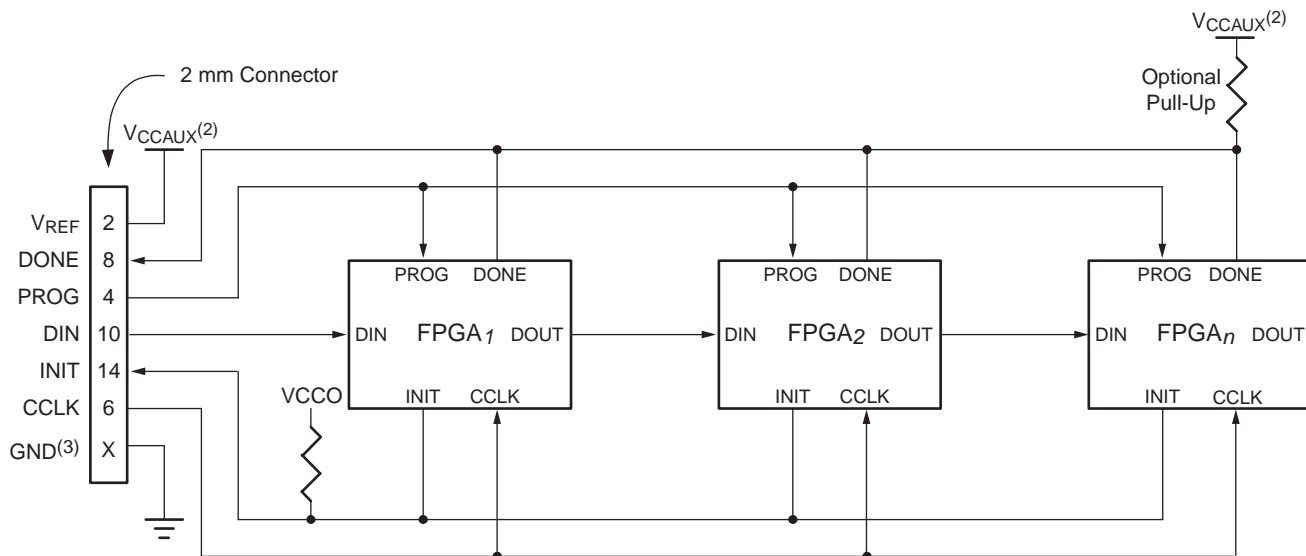 VCCAUX(2)
2 mm Connector
Optional
Pull-Up
VCCAUX(2)
VREF 2
DONE 8
PROG 4
DIN 10
INIT 14
CCLK 6
GND(3) X
PROG DONE
DIN FPGA1 DOUT
INIT CCLK
PROG DONE
DIN FPGA2 DOUT
INIT CCLK
PROG DONE
DIN FPGAn DOUT
INIT CCLK
VCCO